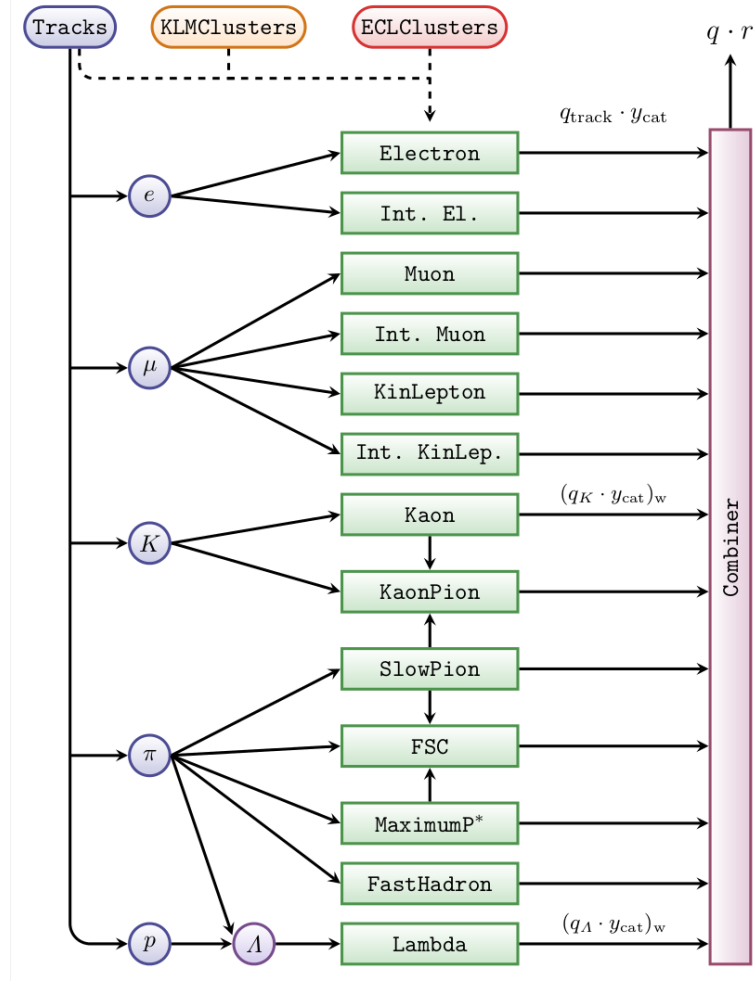 Tracks
KLMClusters
ECLClusters
q · r
q_track · y_cat
Electron
e
Int. El.
Muon
Int. Muon
μ
KinLepton
Int. KinLep.
(q_K · y_cat)_w
Kaon
K
KaonPion
Combiner
SlowPion
π
FSC
MaximumP*
FastHadron
(q_Λ · y_cat)_w
p
Λ
Lambda